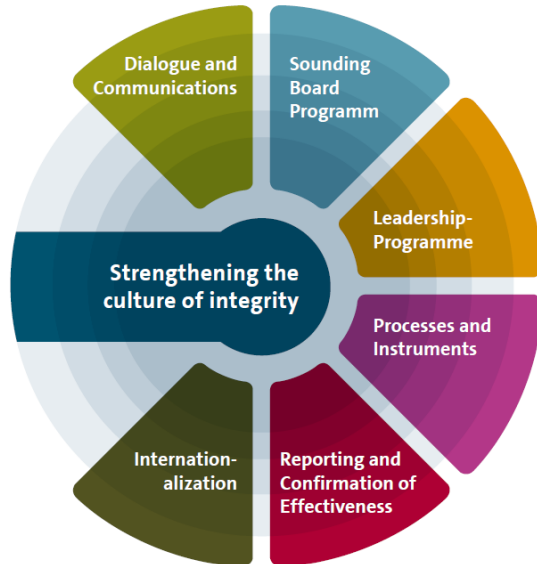 Dialogue and
Communications
Sounding
Board
Programm
Leadership-
Programme
Strengthening the
culture of integrity
Processes and
Instruments
Internation-
alization
Reporting and
Confirmation of
Effectiveness